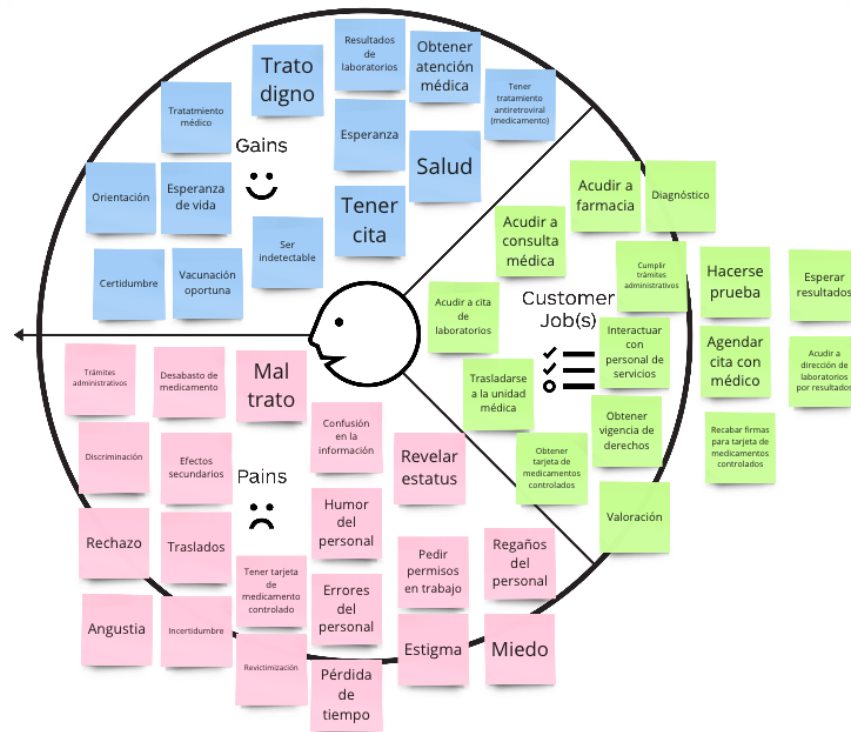 Trato
digno
Resultados
de
laboratorios
Obtener
atención
médica
Tener
tratamiento
antiretroviral
(medicamento)
Tratatmiento
médico
Gains
Esperanza
Salud
Orientación
Esperanza
de vida
Tener
cita
Ser
indetectable
Certidumbre
Vacunación
oportuna
Acudir a
farmacia
Diagnóstico
Acudir a
consulta
médica
Cumplir
trámites
administrativos
Hacerse
prueba
Esperar
resultados
Acudir a cita
de
laboratorios
Customer
Job(s)
Interactuar
con
personal de
servicios
Agendar
cita con
médico
Acudir a
dirección de
laboratorios
por resultados
Trasladarse
a la unidad
médica
Obtener
vigencia de
derechos
Recabar firmas
para tarjeta de
medicamentos
controlados
Obtener
tarjeta de
medicamentos
controlados
Valoración
Trámites
administrativos
Desabasto de
medicamento
Mal
trato
Confusión
en la
información
Revelar
estatus
Discriminación
Efectos
secundarios
Pains
Humor
del
personal
Rechazo
Traslados
Tener tarjeta
de
medicamento
controlado
Errores
del
personal
Pedir
permisos
en trabajo
Regaños
del
personal
Angustia
Incertidumbre
Revictimización
Pérdida
de
tiempo
Estigma
Miedo